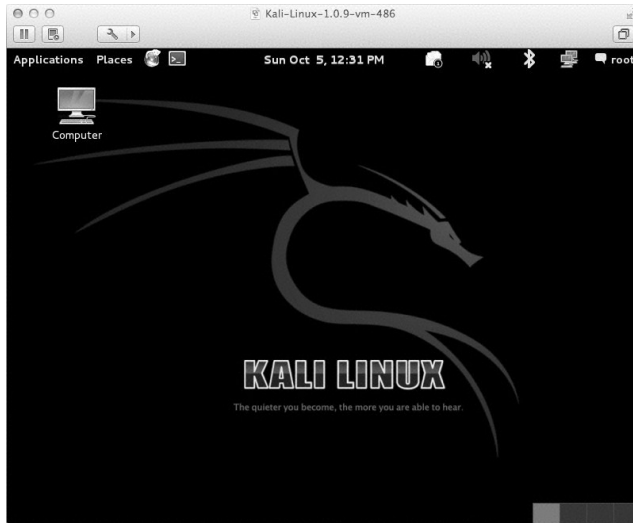 Kali-Linux-1.0.9-vm-486
Applications Places Sun Oct 5, 12:31 PM root
Computer
KALI LINUX
The quieter you become, the more you are able to hear.